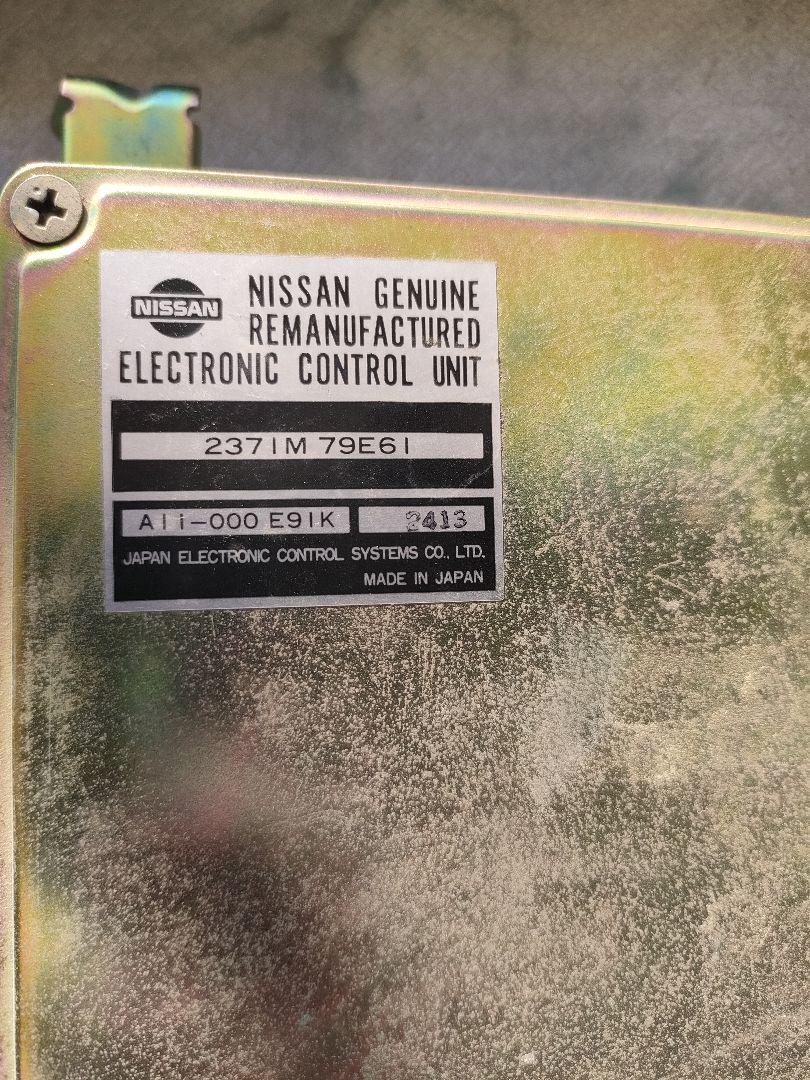 NISSAN
NISSAN GENUINE
REMANUFACTURED
ELECTRONIC CONTROL UNIT
2371M 79E61
A11-000 E91K 2413
JAPAN ELECTRONIC CONTROL SYSTEMS CO., LTD.
MADE IN JAPAN